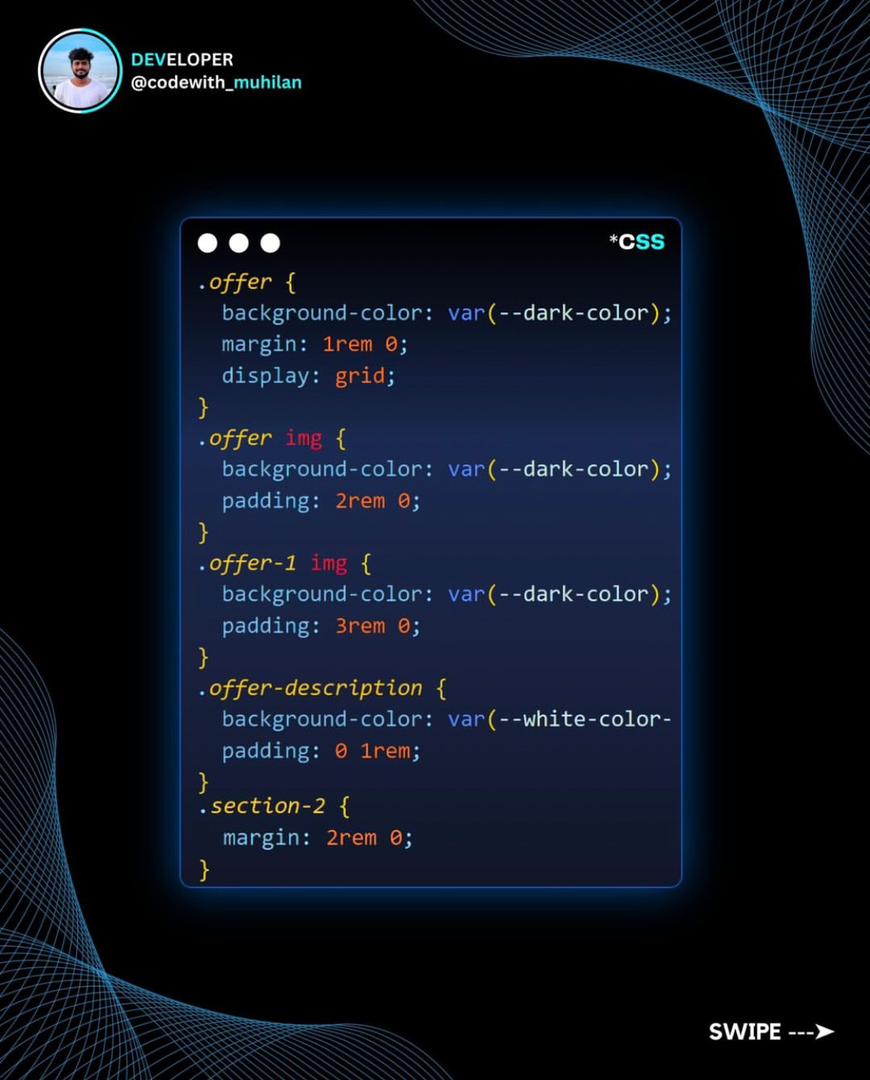 DEVELOPER
@codewith_muhilan
*CSS
.offer {
  background-color: var(--dark-color);
  margin: 1rem 0;
  display: grid;
}
.offer img {
  background-color: var(--dark-color);
  padding: 2rem 0;
}
.offer-1 img {
  background-color: var(--dark-color);
  padding: 3rem 0;
}
.offer-description {
  background-color: var(--white-color-
  padding: 0 1rem;
}
.section-2 {
  margin: 2rem 0;
}
SWIPE --->